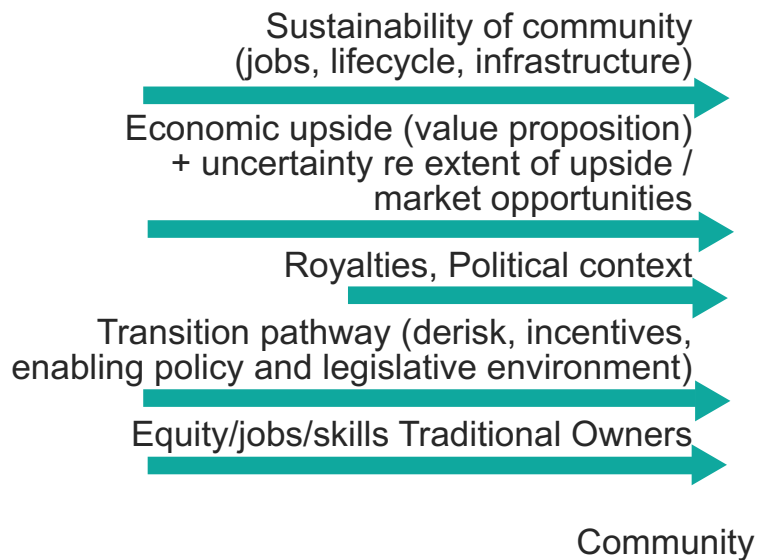 Sustainability of community
(jobs, lifecycle, infrastructure)
Economic upside (value proposition)
+ uncertainty re extent of upside /
market opportunities
Royalties, Political context
Transition pathway (derisk, incentives,
enabling policy and legislative environment)
Equity/jobs/skills Traditional Owners
Community